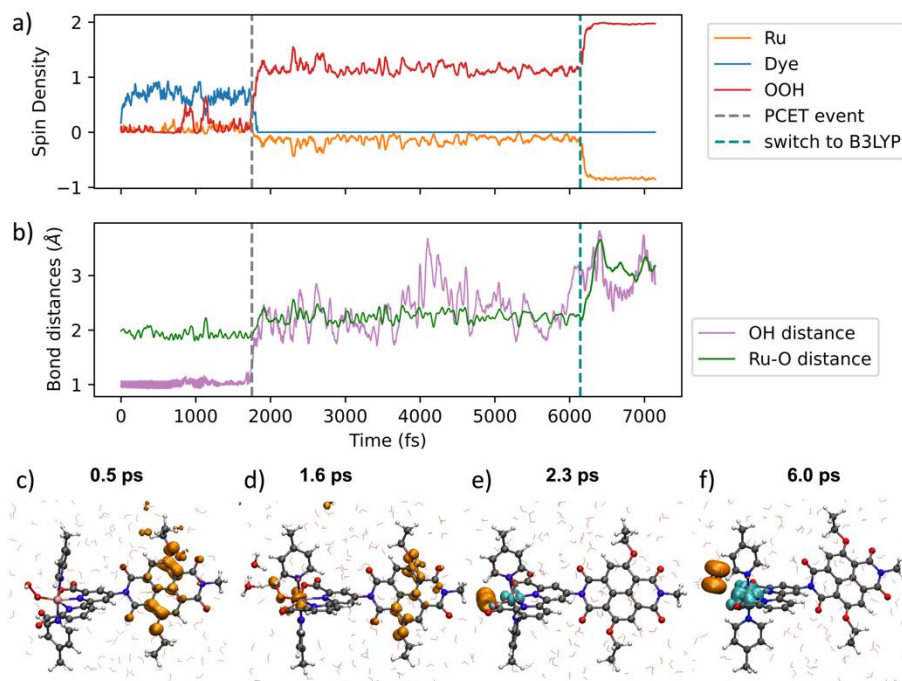 a)
Spin Density
2
1
0
−1
Ru
Dye
OOH
PCET event
switch to B3LYP
b)
Bond distances (Å)
3
2
1
0
1000
2000
3000
4000
5000
6000
7000
Time (fs)
OH distance
Ru-O distance
c)
0.5 ps
d)
1.6 ps
e)
2.3 ps
f)
6.0 ps